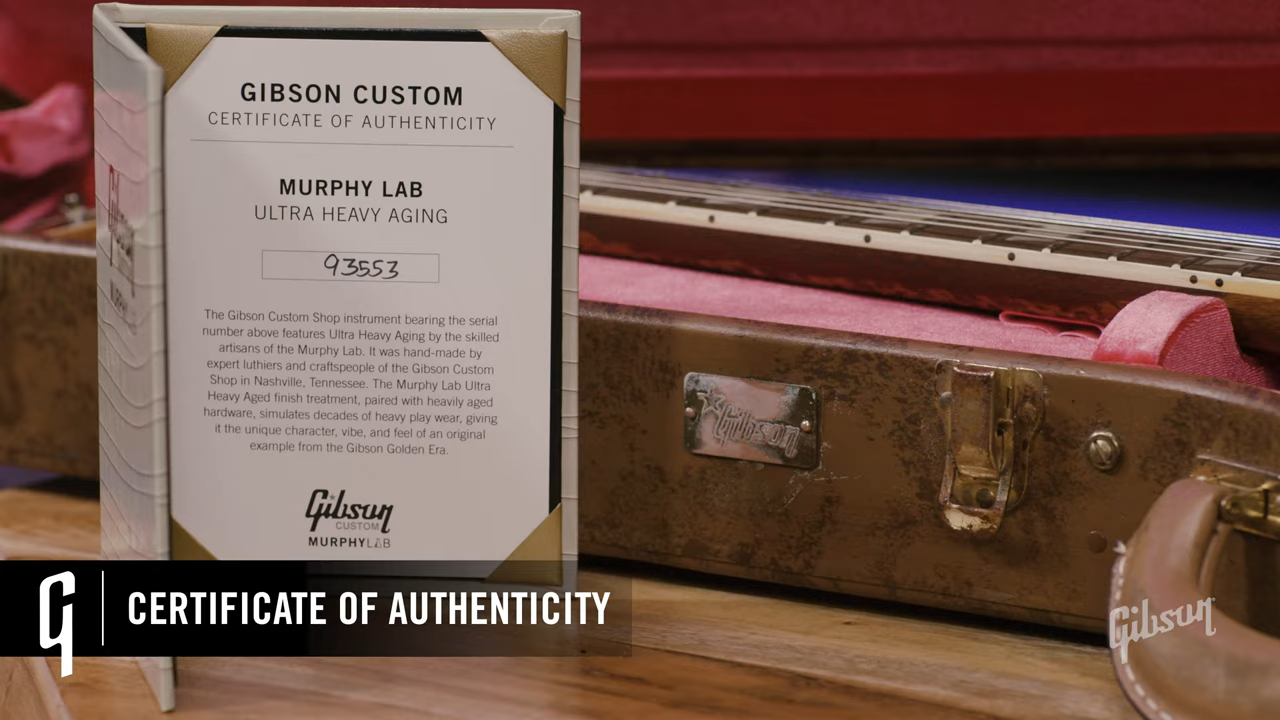 GIBSON CUSTOM
CERTIFICATE OF AUTHENTICITY
MURPHY LAB
ULTRA HEAVY AGING
93553
The Gibson Custom Shop instrument bearing the serial
number above features Ultra Heavy Aging by the skilled
artisans of the Murphy Lab. It was hand-made by
expert luthiers and craftspeople of the Gibson Custom
Shop in Nashville, Tennessee. The Murphy Lab Ultra
Heavy Aged finish treatment, paired with heavily aged
hardware, simulates decades of heavy play wear, giving
it the unique character, vibe, and feel of an original
example from the Gibson Golden Era.
Gibson
CUSTOM
MURPHYLAB
Gibson
G
CERTIFICATE OF AUTHENTICITY
Gibson